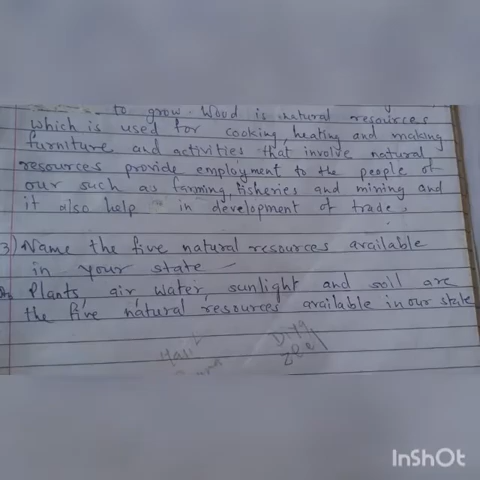 to grow. Wood is natural resources
which is used for cooking, heating and making
furniture and activities that involve natural
resources provide employment to the people of
our such as farming, fisheries and mining and
it also help in development of trade.
3) Name the five natural resources available
in your state
Ans Plants, air, water, sunlight and soil are
the five natural resources available in our state
InShOt